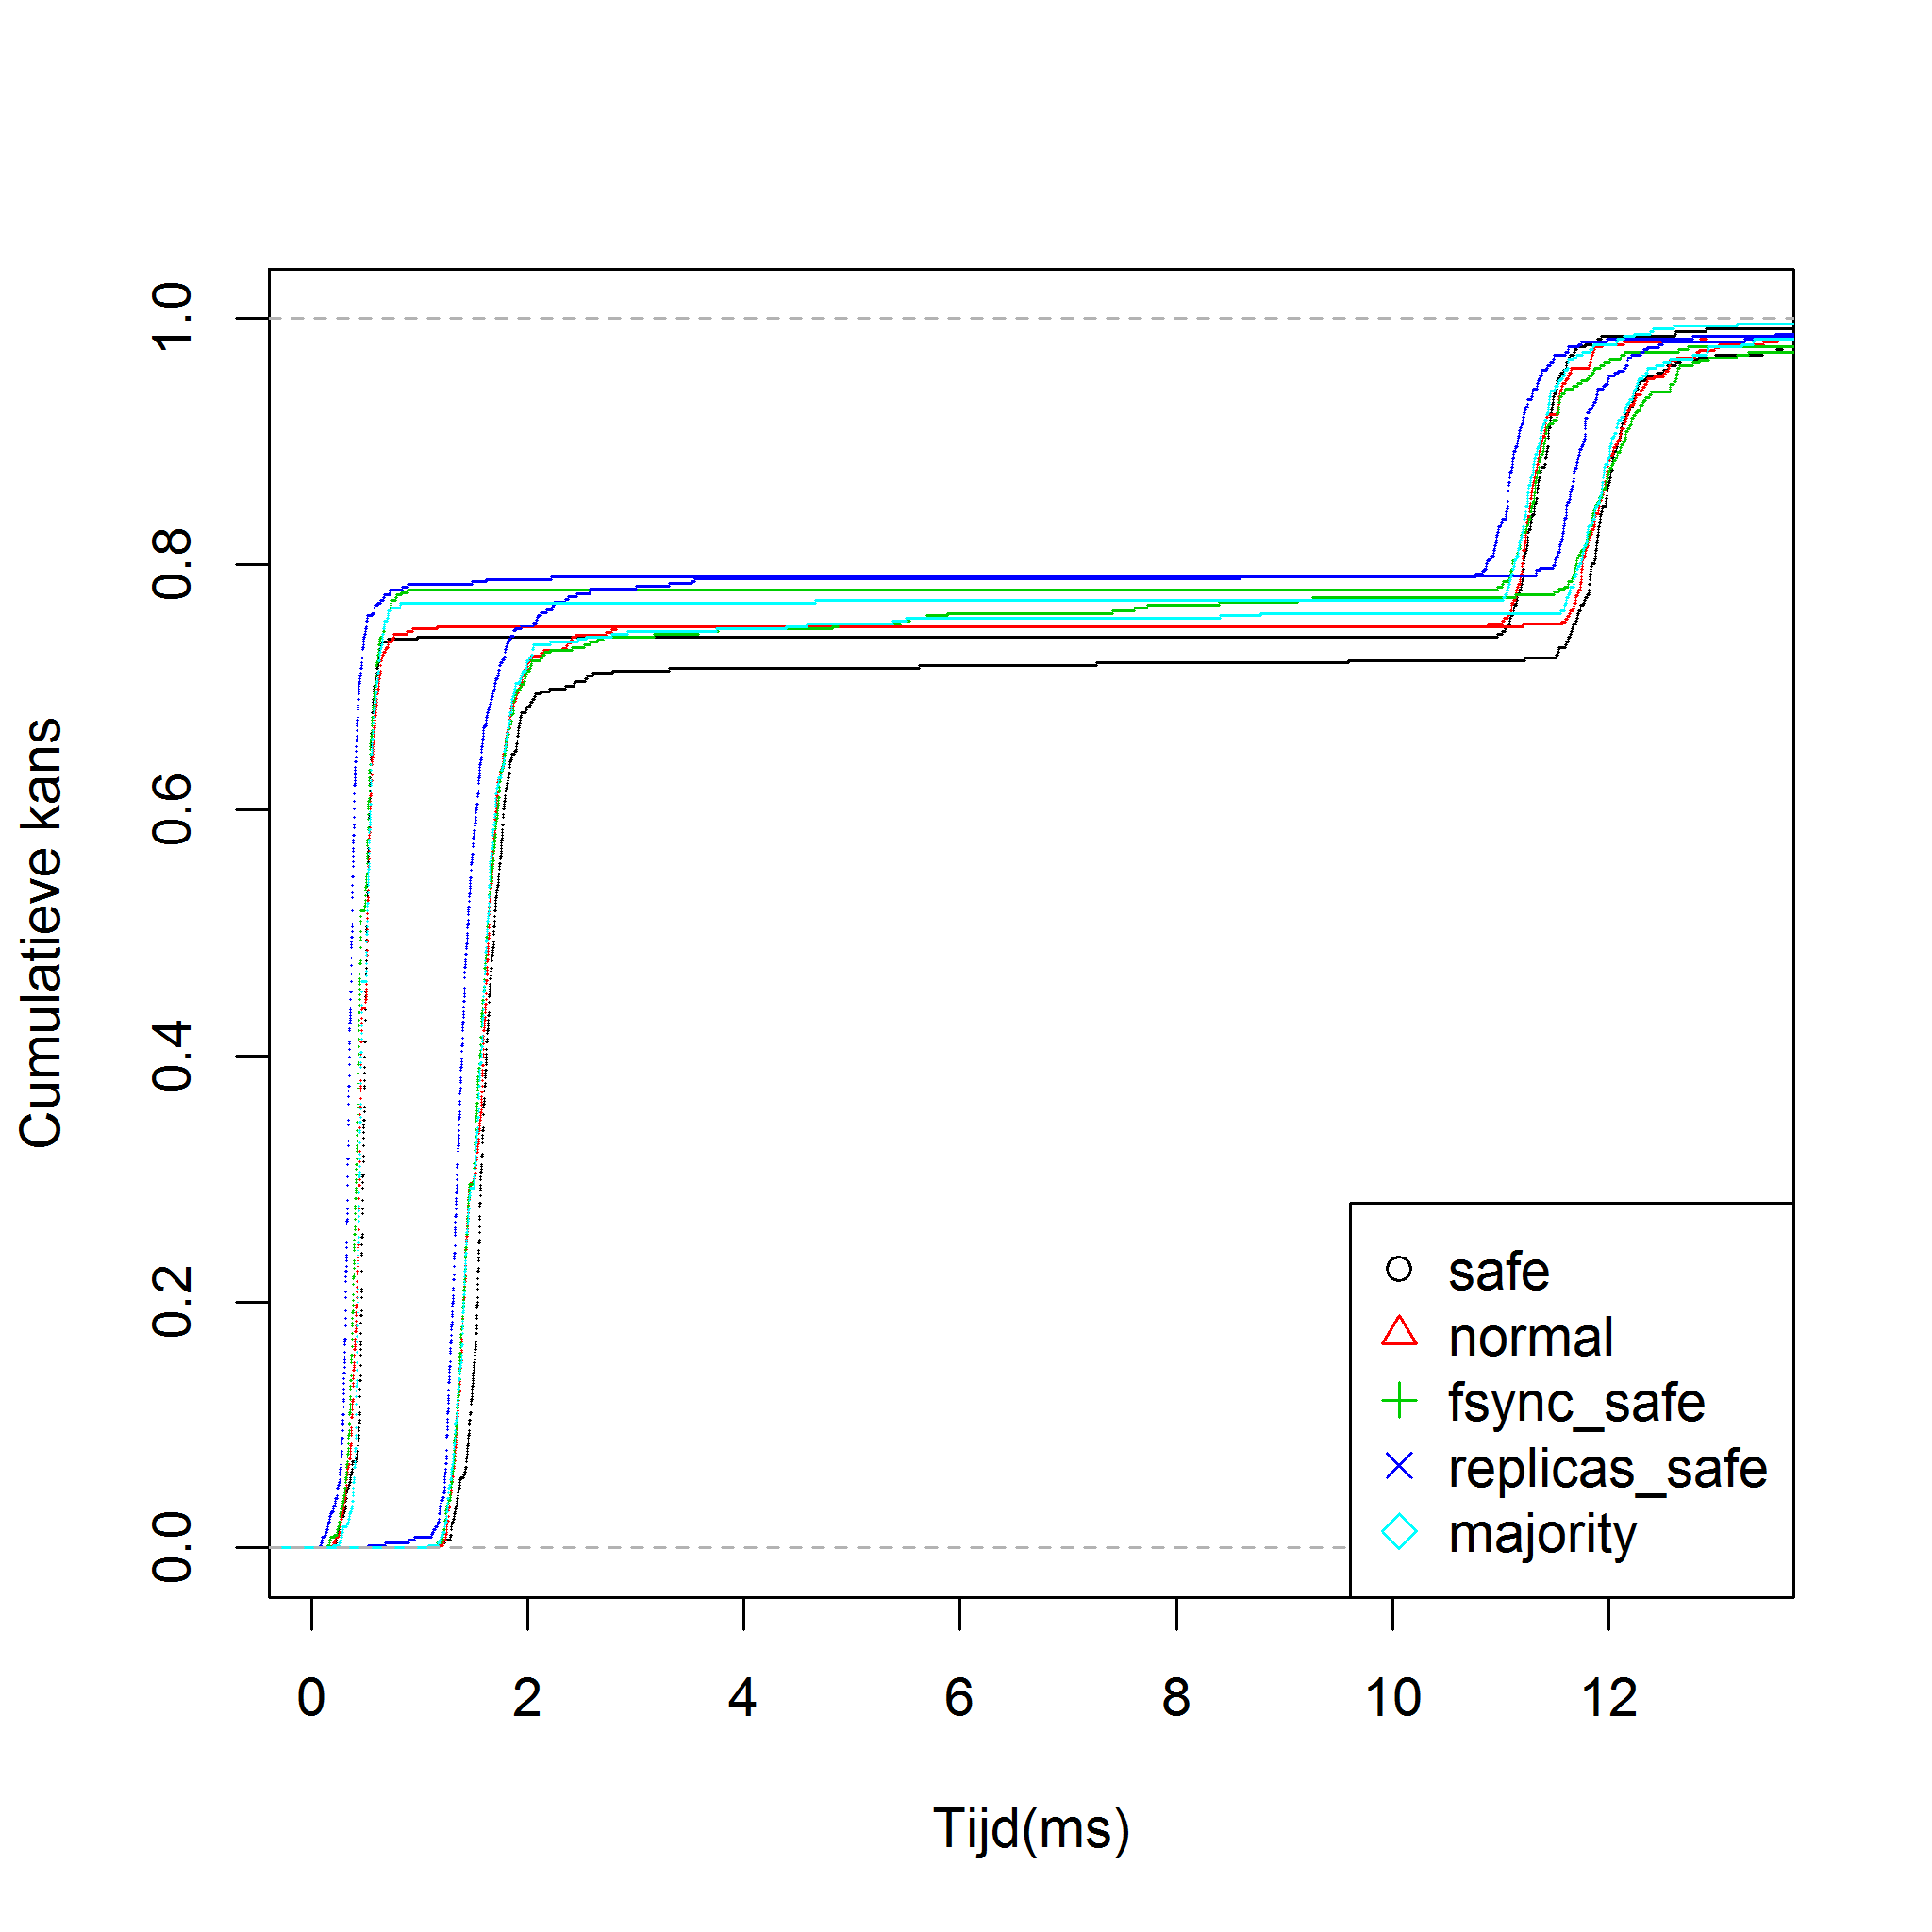 Cumulatieve kans
1.0
0.8
0.6
0.4
0.2
0.0
safe
normal
fsync_safe
replicas_safe
majority
0 2 4 6 8 10 12
Tijd(ms)